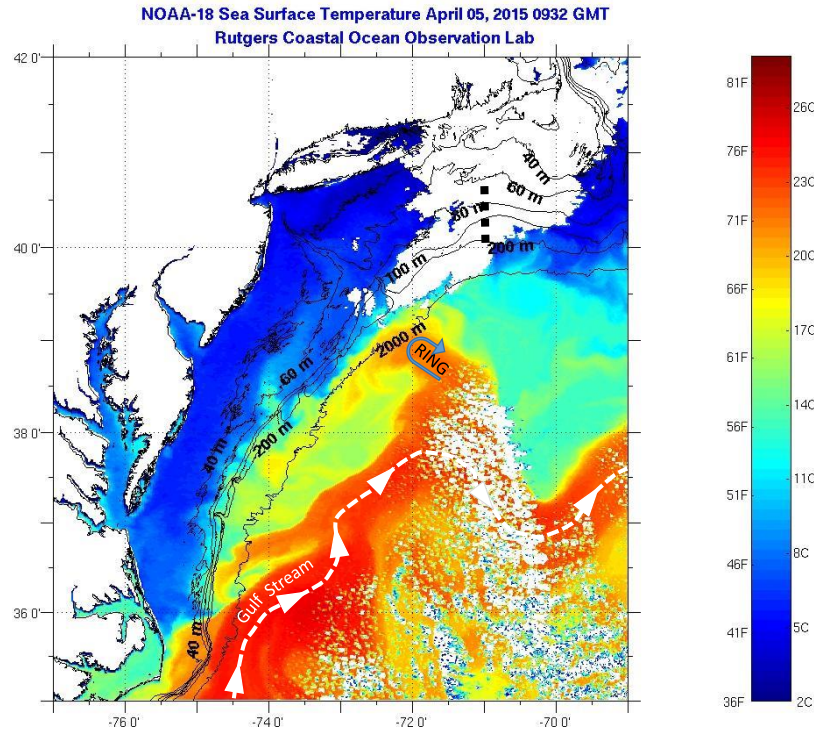 NOAA-18 Sea Surface Temperature April 05, 2015 0932 GMT
Rutgers Coastal Ocean Observation Lab
42 0'
40 0'
38 0'
36 0'
-76 0'
-74 0'
-72 0'
-70 0'
40 m
60 m
80 m
200 m
100 m
2000 m
RING
60 m
200 m
40 m
Gulf Stream
40 m
81F
76F
71F
66F
61F
56F
51F
46F
41F
36F
26C
23C
20C
17C
14C
11C
8C
5C
2C